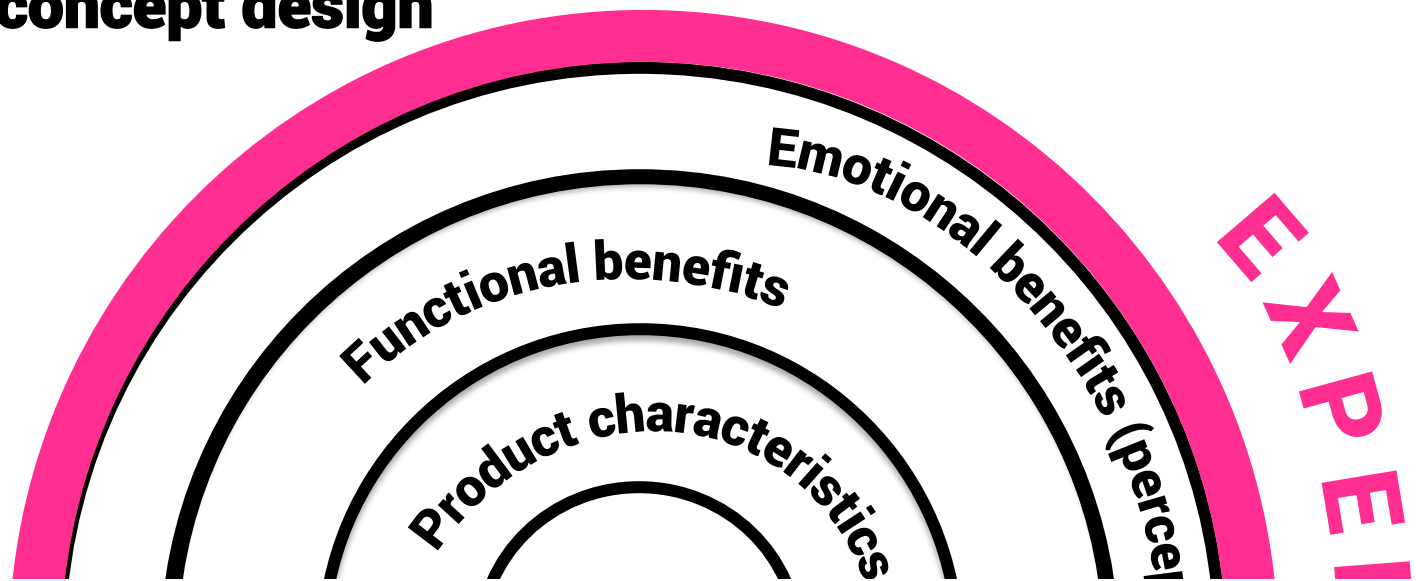 concept design
Emotional benefits
Functional benefits
Product characteristics